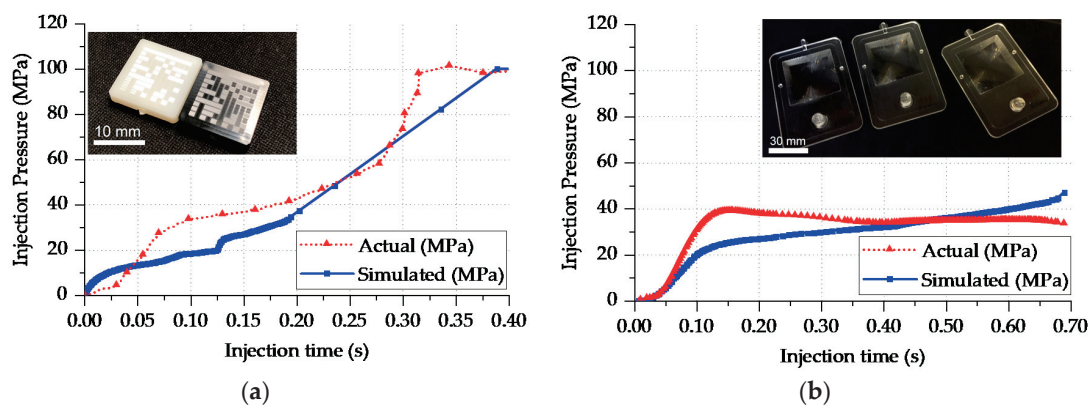 (a)
120
100
80
60
40
20
0
Injection Pressure (MPa)
10 mm
Actual (MPa)
Simulated (MPa)
0.00 0.05 0.10 0.15 0.20 0.25 0.30 0.35 0.40
Injection time (s)
(a)
(b)
120
100
80
60
40
20
0
Injection Pressure (MPa)
30 mm
Actual (MPa)
Simulated (MPa)
0.00 0.10 0.20 0.30 0.40 0.50 0.60 0.70
Injection time (s)
(b)